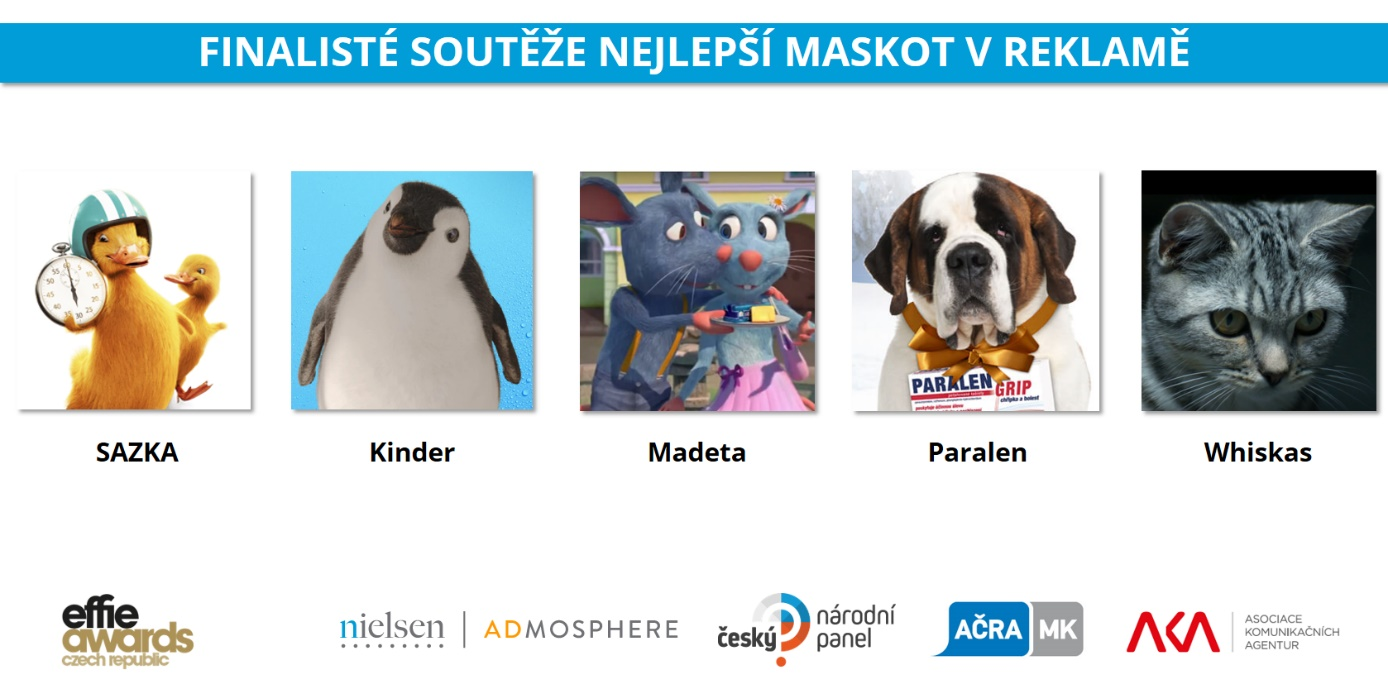 FINALISTÉ SOUTĚŽE NEJLEPŠÍ MASKOT V REKLAMĚ
PARALEN
GRIP
chřipka a bolest
SAZKA
Kinder
Madeta
Paralen
Whiskas
effie
awards
czech republic
nielsen
ADMOSPHERE
český
národní
panel
AČRA MK
AKA
ASOCIACE
KOMUNIKAČNÍCH
AGENTUR